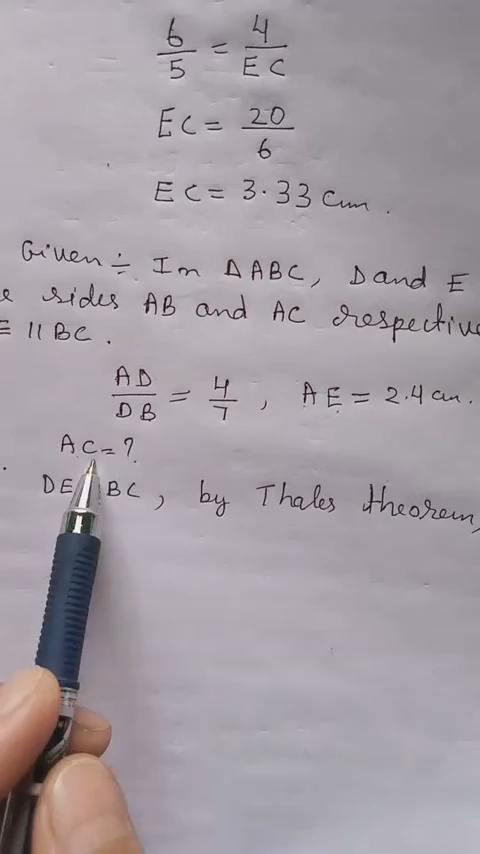 6/5 = 4/EC
EC = 20/6
EC = 3.33 cm.
Given ÷ In ΔABC, D and E
sides AB and AC respective
|| BC.
AD/DB = 4/7, AE = 2.4 cm.
AC = ?
DE BC, by Thales theorem,